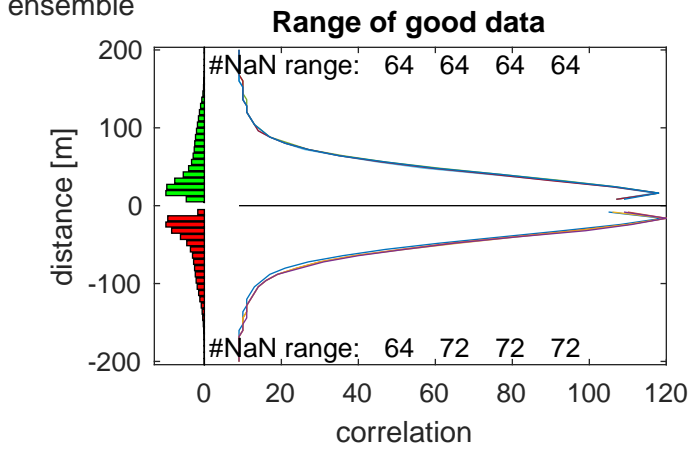 ensemble
Range of good data
200
#NaN range: 64 64 64 64
100
0
-100
-200
#NaN range: 64 72 72 72
distance [m]
0 20 40 60 80 100 120
correlation